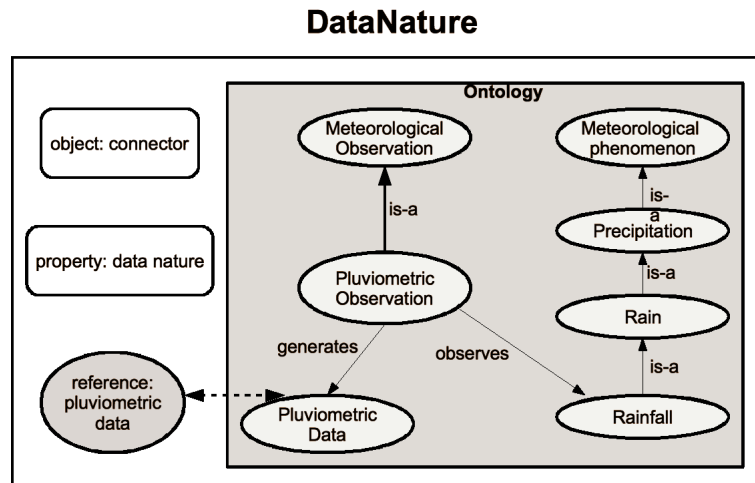 DataNature
Ontology
object: connector
property: data nature
reference:
pluviometric
data
Meteorological
Observation
is-a
Pluviometric
Observation
generates
observes
Pluviometric
Data
Meteorological
phenomenon
is-
a
Precipitation
is-a
Rain
is-a
Rainfall